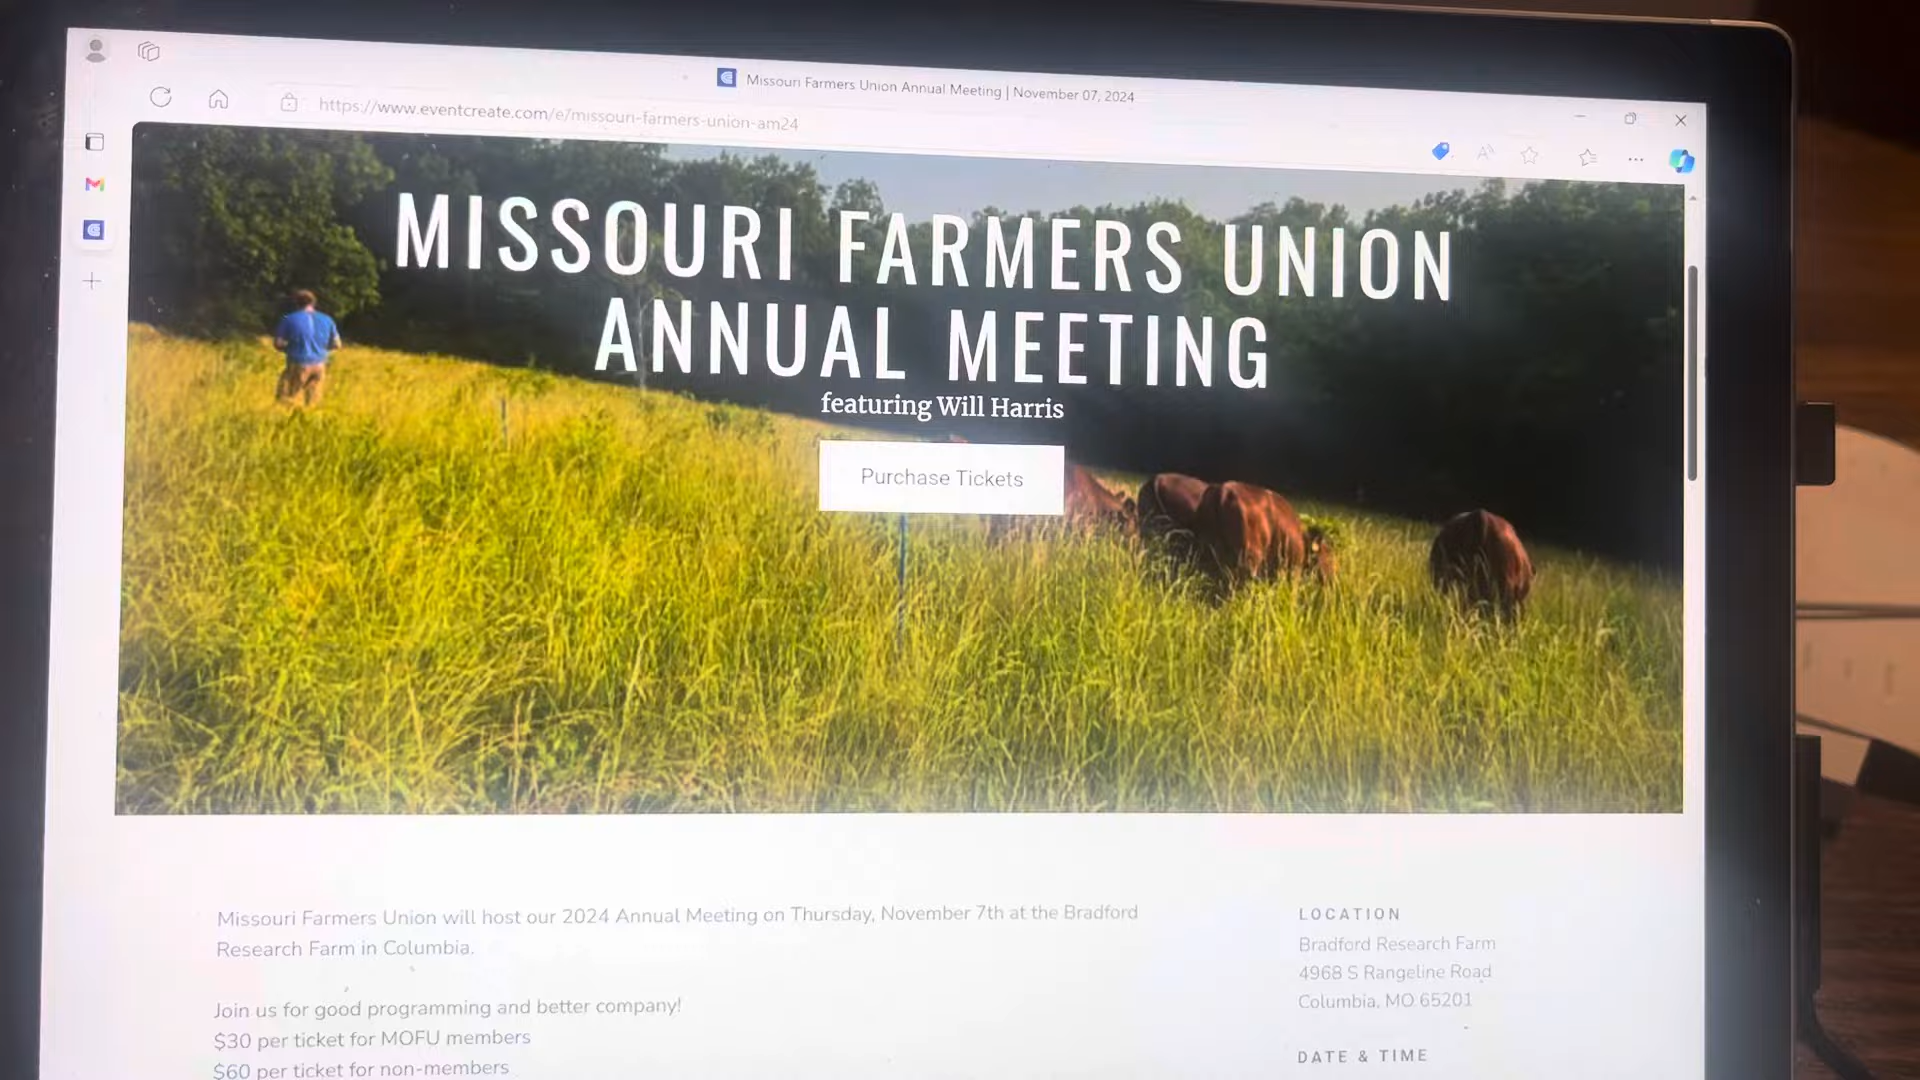 Missouri Farmers Union Annual Meeting | November 07, 2024
https://www.eventcreate.com/e/missouri-farmers-union-am24
MISSOURI FARMERS UNION
ANNUAL MEETING
featuring Will Harris
Purchase Tickets
Missouri Farmers Union will host our 2024 Annual Meeting on Thursday, November 7th at the Bradford
Research Farm in Columbia.
Join us for good programming and better company!
$30 per ticket for MOFU members
$60 per ticket for non-members
LOCATION
Bradford Research Farm
4968 S Rangeline Road
Columbia, MO 65201
DATE & TIME